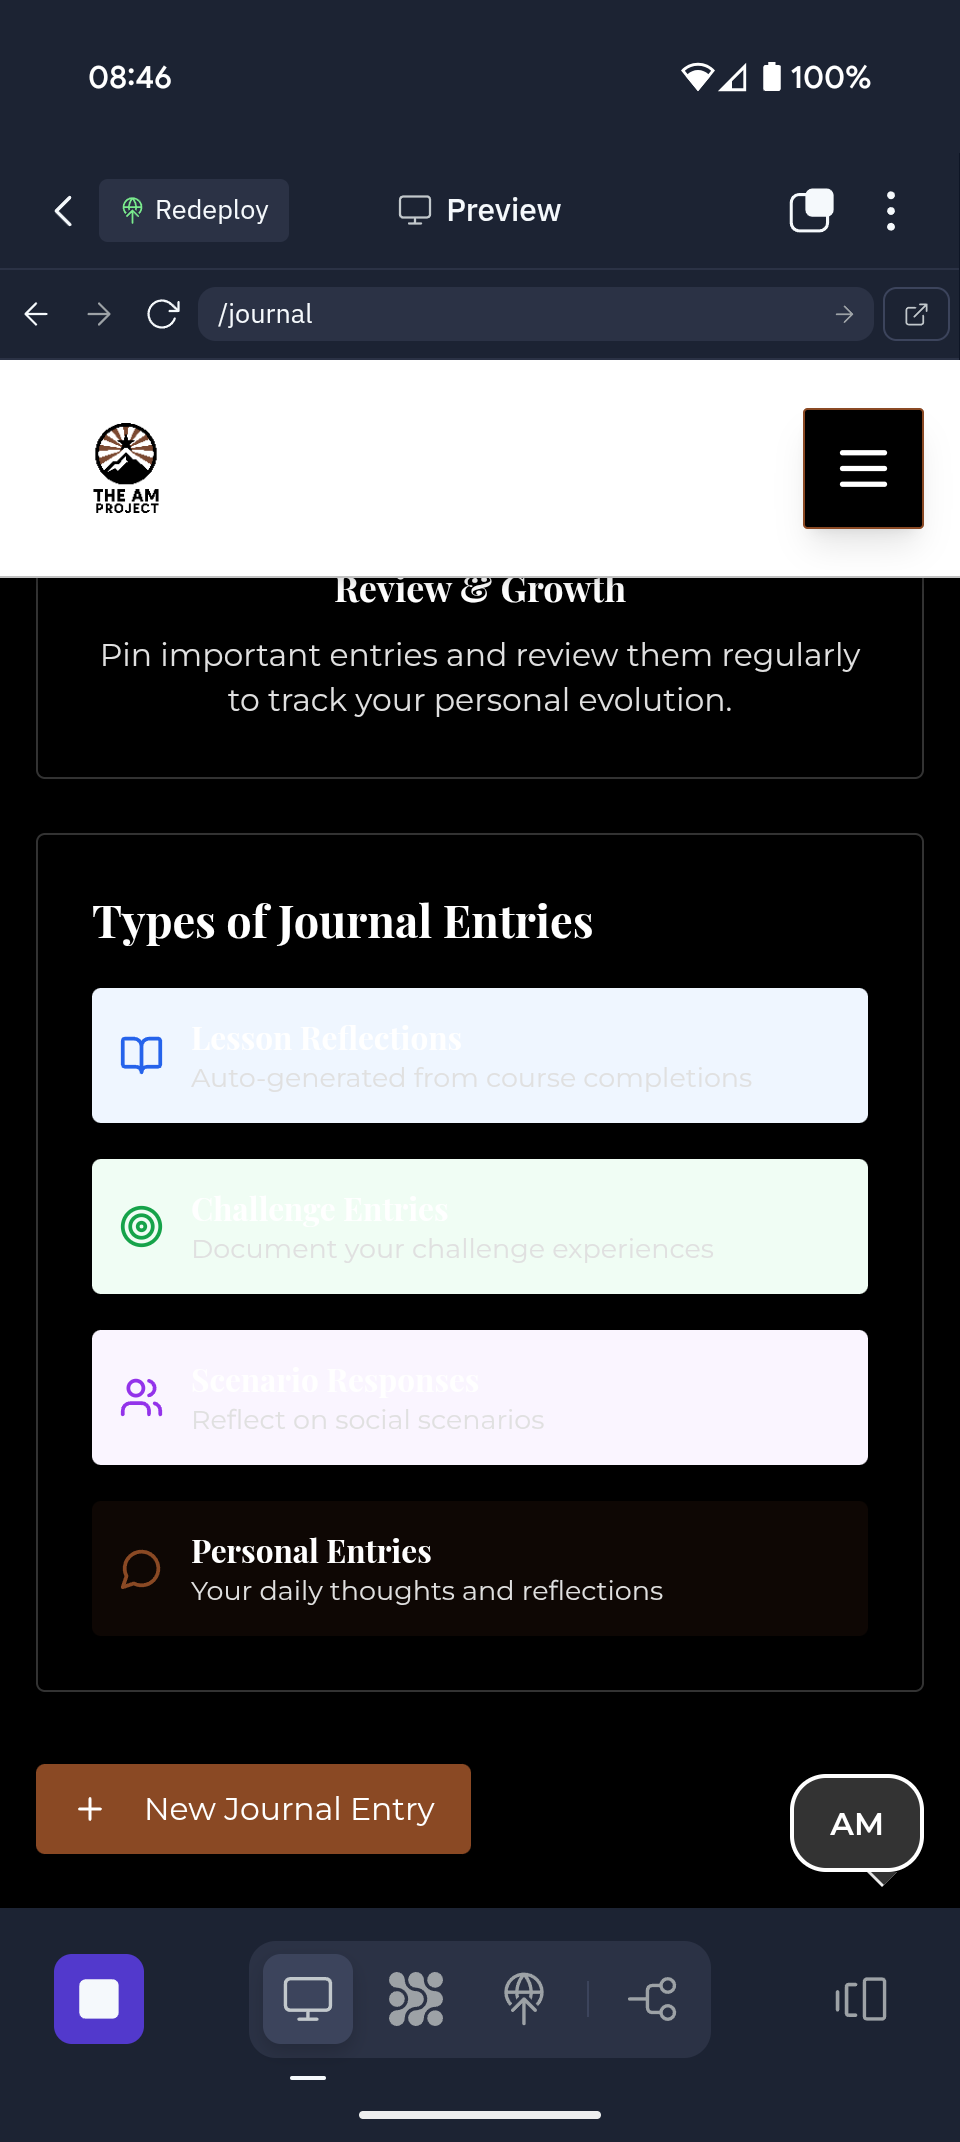 08:46
100%
Redeploy
Preview
/journal
THE AM
PROJECT
Review & Growth
Pin important entries and review them regularly
to track your personal evolution.
Types of Journal Entries
Lesson Reflections
Auto-generated from course completions
Challenge Entries
Document your challenge experiences
Scenario Responses
Reflect on social scenarios
Personal Entries
Your daily thoughts and reflections
New Journal Entry
AM